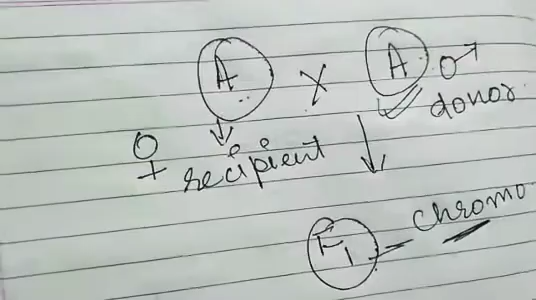 A x A ♂
donor
♀ recipient
F1 = chromo